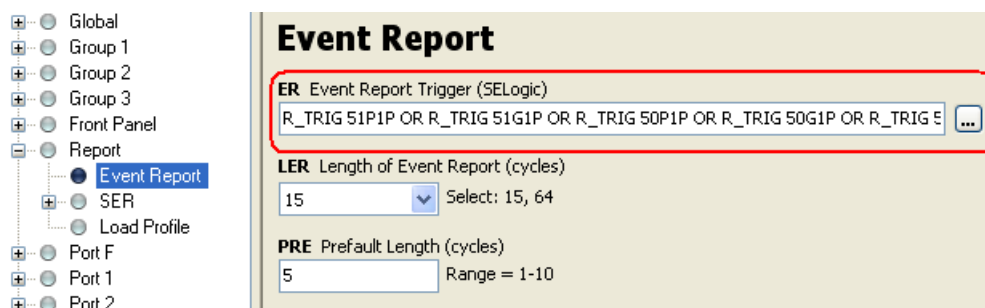 Global
Group 1
Group 2
Group 3
Front Panel
Report
Event Report
SER
Load Profile
Port F
Port 1
Port 2
Event Report
ER Event Report Trigger (SELogic)
R_TRIG 51P1P OR R_TRIG 51G1P OR R_TRIG 50P1P OR R_TRIG 50G1P OR R_TRIG 5
...
LER Length of Event Report (cycles)
15 Select: 15, 64
PRE Prefault Length (cycles)
5 Range = 1-10